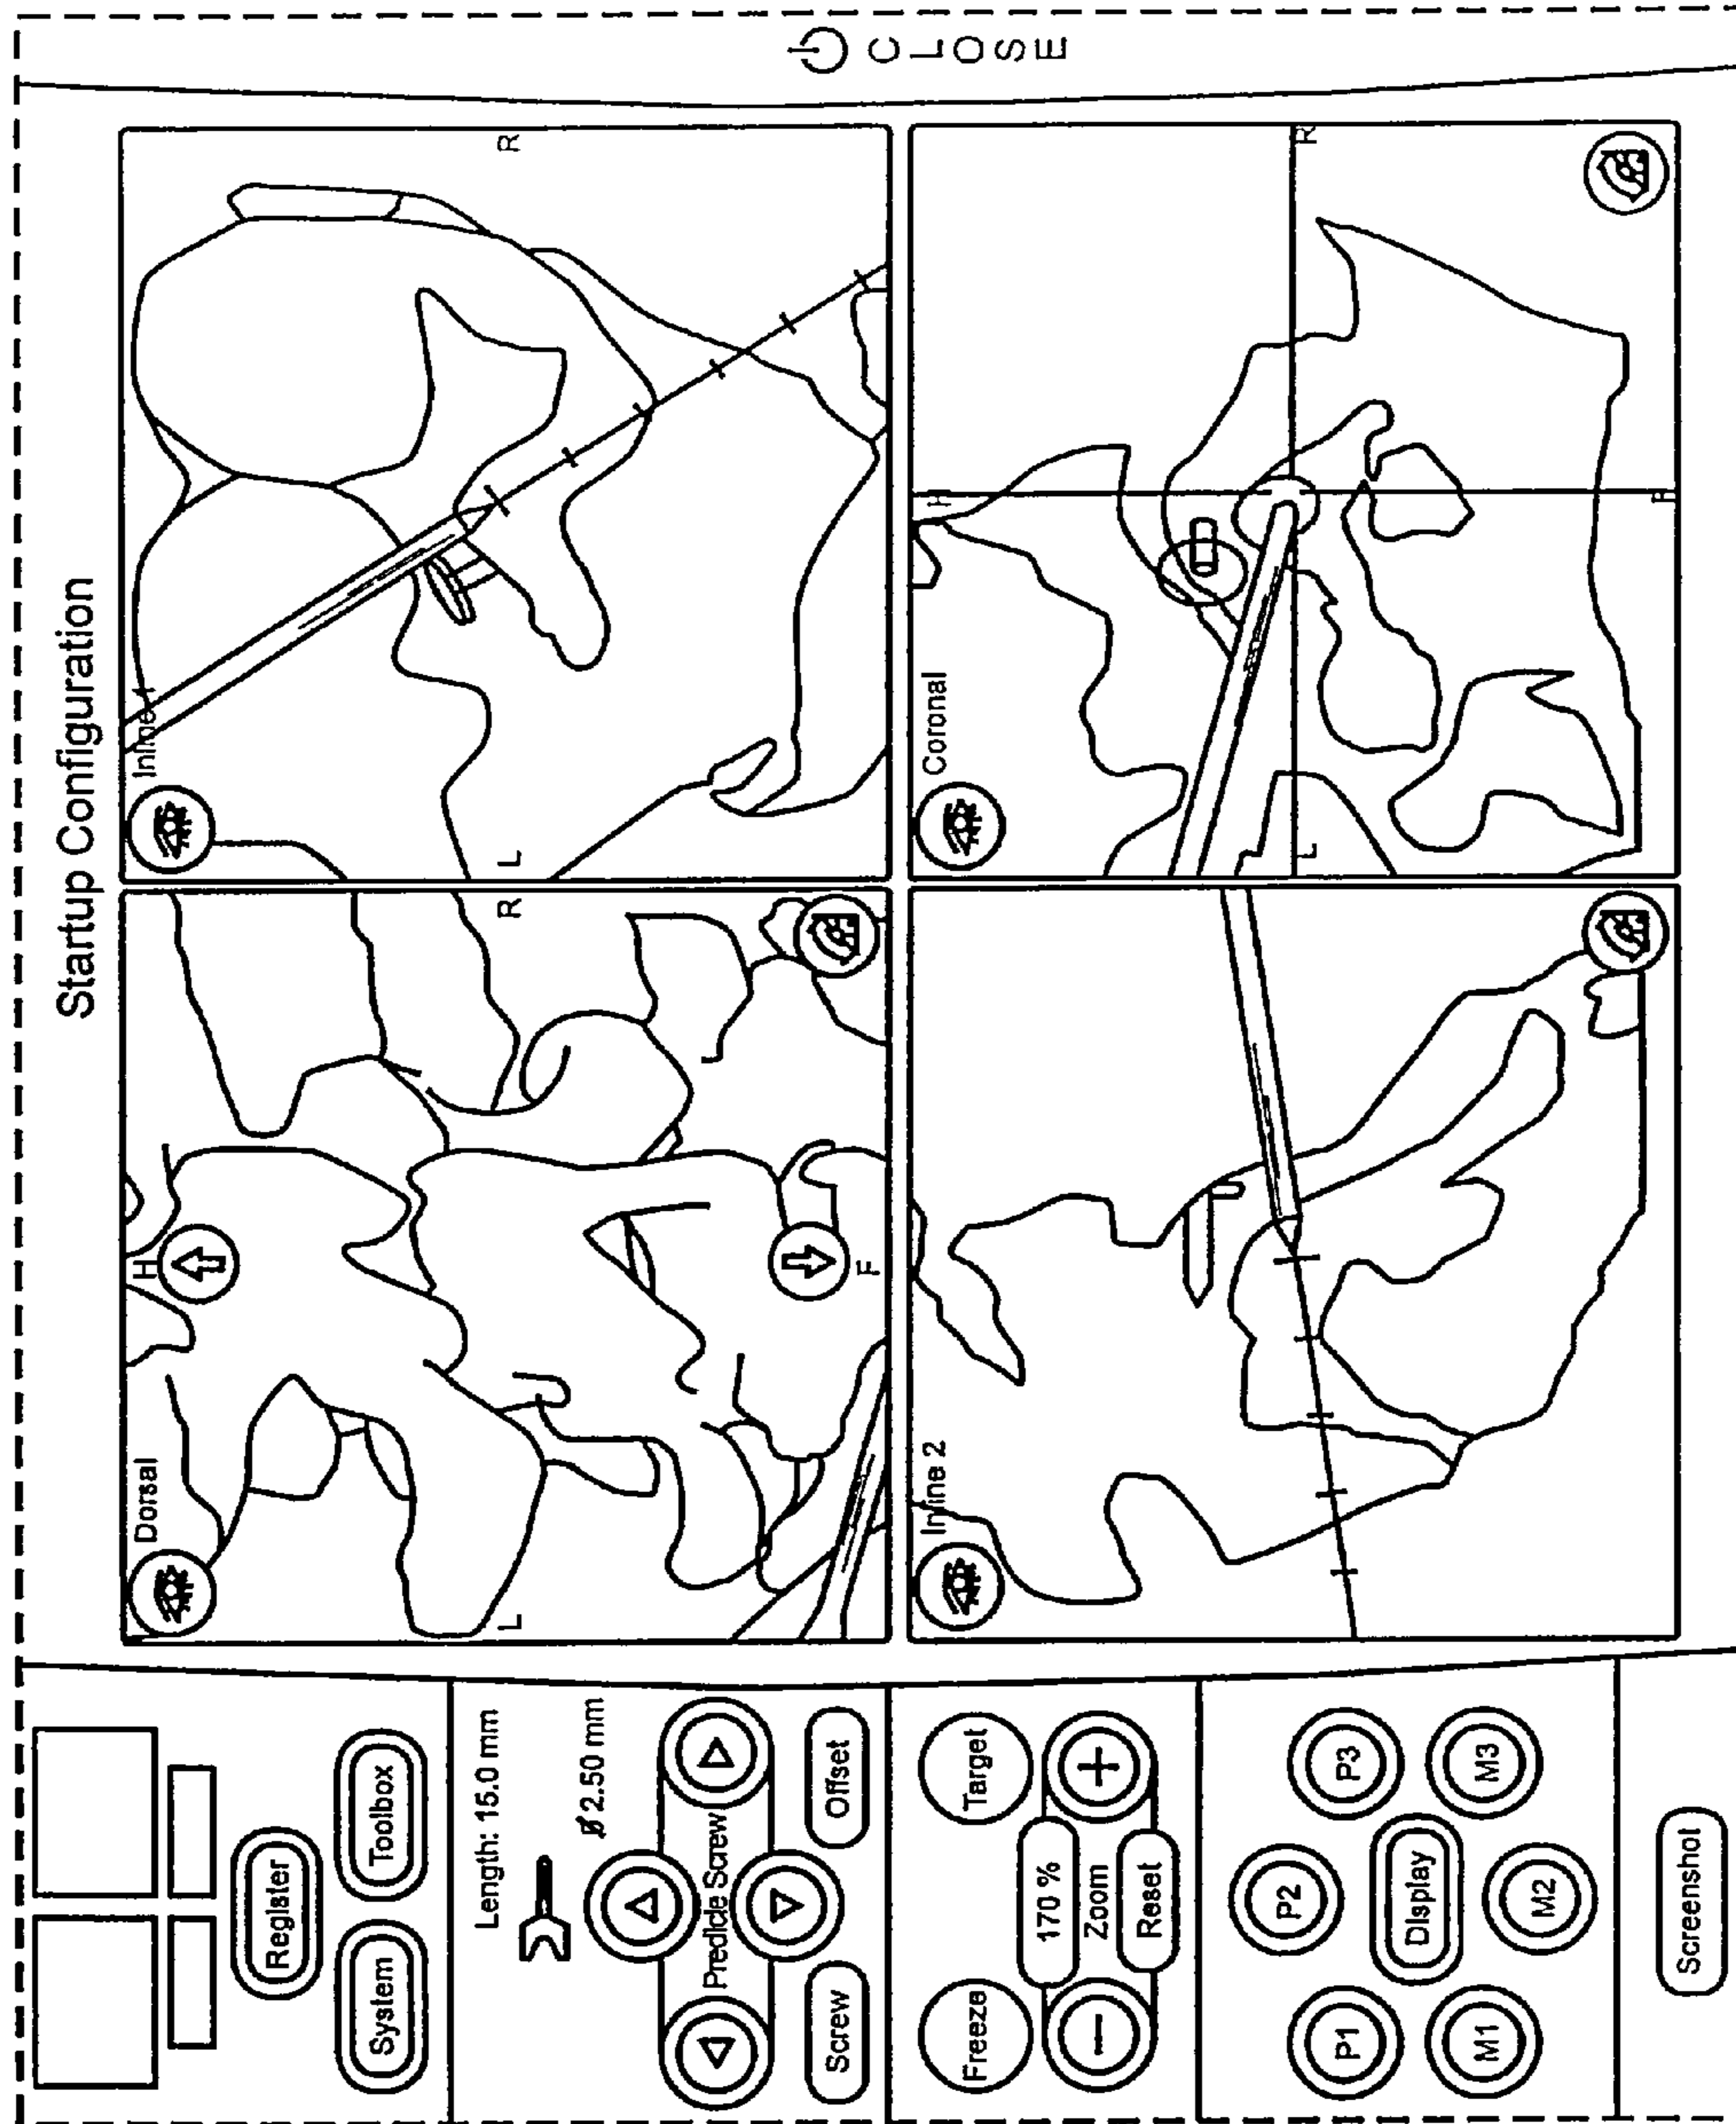 Startup Configuration
Register
System
Toolbox
Length: 15.0 mm
Ø 2.50 mm
Predicle Screw
Screw
Offset
Freeze
Target
170 %
Zoom
Reset
P1
P2
P3
Display
M1
M2
M3
Screenshot
Dorsal
H
L
R
F
Inline
L
R
Inline 2
Coronal
H
L
R
CLOSE